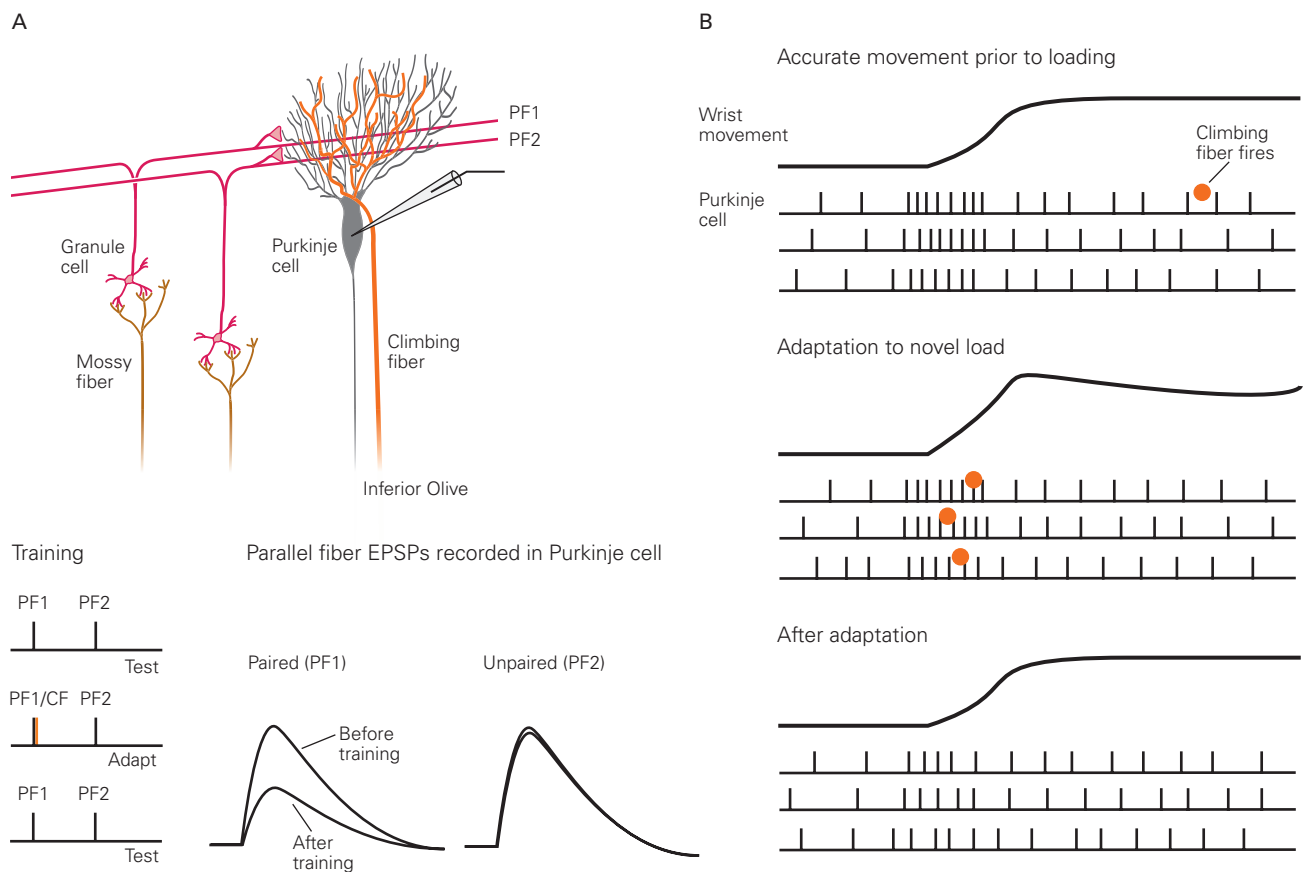 A
PF1
PF2
Granule
cell
Purkinje
cell
Mossy
fiber
Climbing
fiber
Inferior Olive
Training
Parallel fiber EPSPs recorded in Purkinje cell
PF1 PF2
Test
PF1/CF PF2
Adapt
PF1 PF2
Test
Paired (PF1)
Before
training
After
training
Unpaired (PF2)
B
Accurate movement prior to loading
Wrist
movement
Climbing
fiber fires
Purkinje
cell
Adaptation to novel load
After adaptation